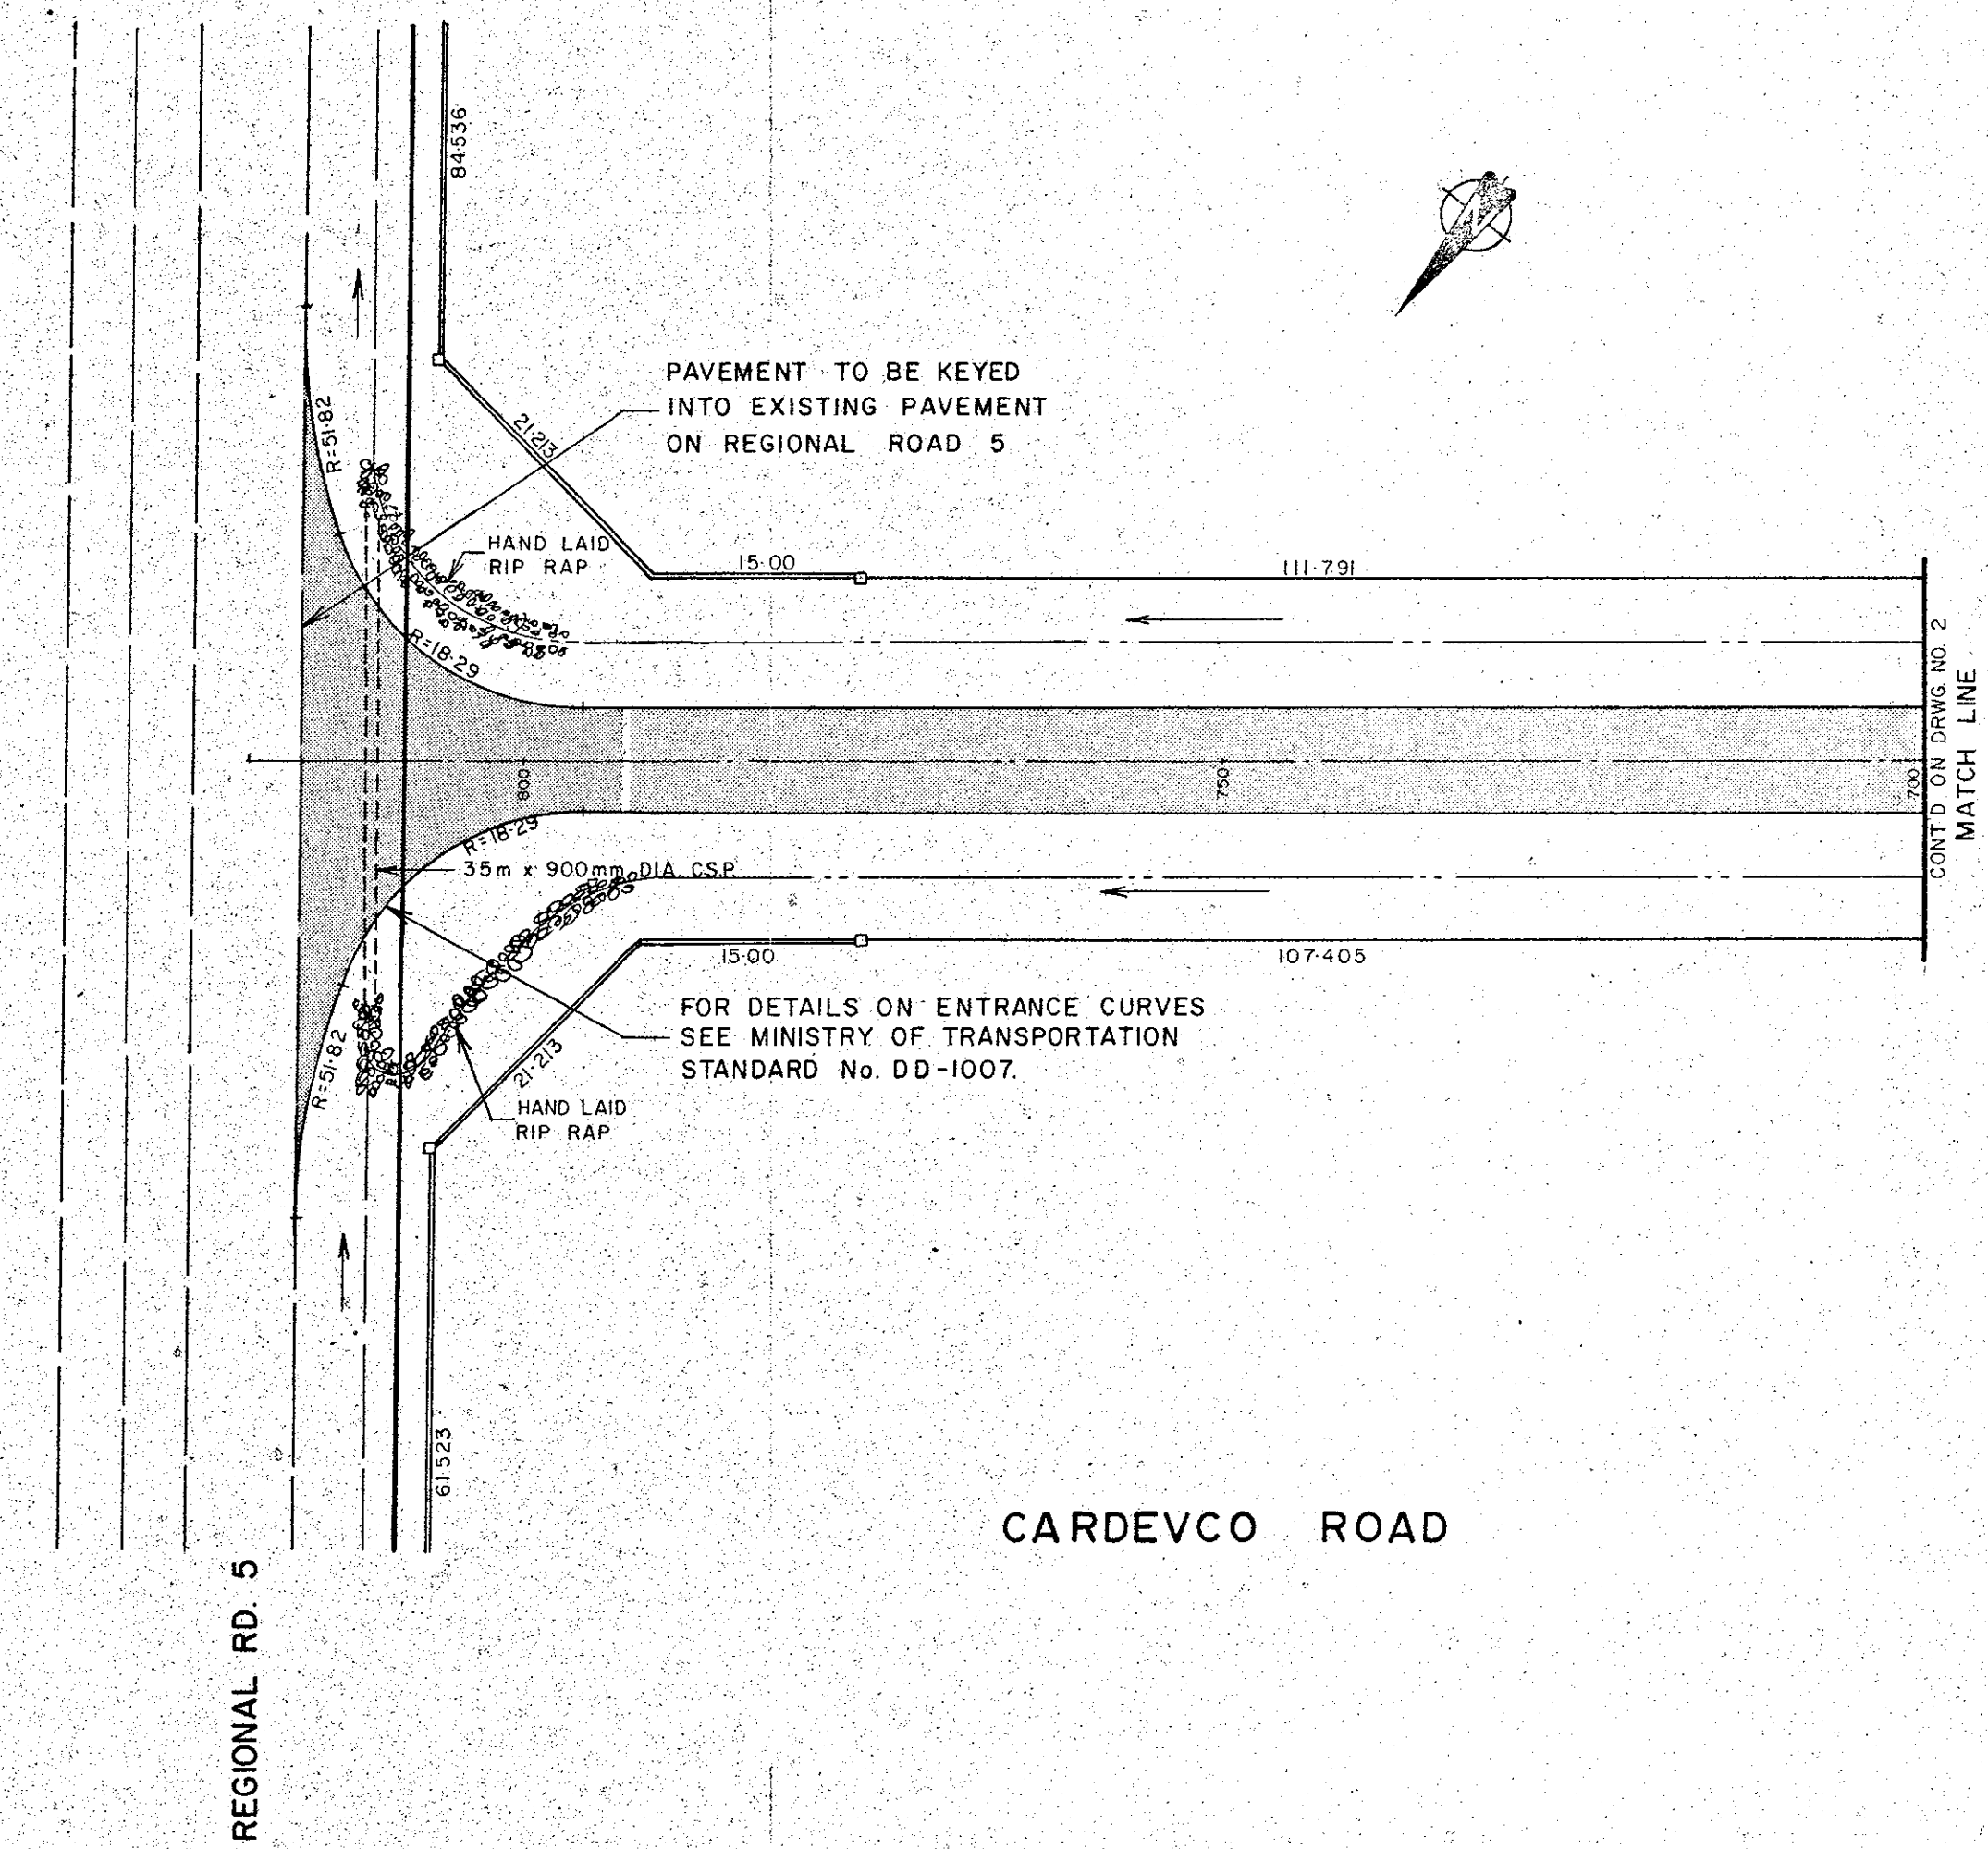 84·536
PAVEMENT TO BE KEYED
INTO EXISTING PAVEMENT
ON REGIONAL ROAD 5
R=51·82
21·213
HAND LAID
RIP RAP
15·00
111·791
R=18·29
800
750
700
CONT'D ON DRWG. NO. 2
MATCH LINE
R=18·29
35m x 900mm DIA. C.S.P.
15·00
107·405
FOR DETAILS ON ENTRANCE CURVES
SEE MINISTRY OF TRANSPORTATION
STANDARD No. DD-1007.
R=51·82
21·213
HAND LAID
RIP RAP
61·523
CARDEVCO ROAD
REGIONAL RD. 5